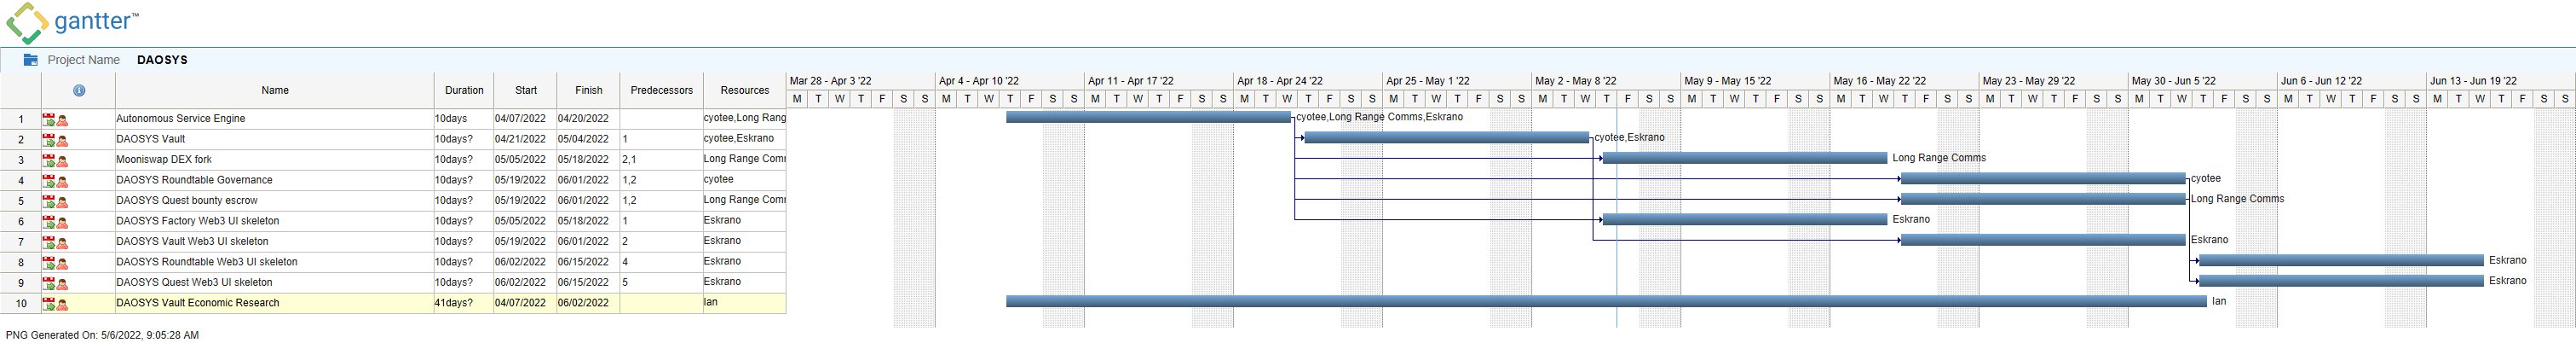 gantter™
Project Name DAOSYS
Name Duration Start Finish Predecessors Resources
Mar 28 - Apr 3 '22 Apr 4 - Apr 10 '22 Apr 11 - Apr 17 '22 Apr 18 - Apr 24 '22 Apr 25 - May 1 '22 May 2 - May 8 '22 May 9 - May 15 '22 May 16 - May 22 '22 May 23 - May 29 '22 May 30 - Jun 5 '22 Jun 6 - Jun 12 '22 Jun 13 - Jun 19 '22
M T W T F S S M T W T F S S M T W T F S S M T W T F S S M T W T F S S M T W T F S S M T W T F S S M T W T F S S M T W T F S S M T W T F S S M T W T F S S M T W T F S S
1 Autonomous Service Engine 10days 04/07/2022 04/20/2022 cyotee,Long Rang cyotee,Long Range Comms,Eskrano
2 DAOSYS Vault 10days? 04/21/2022 05/04/2022 1 cyotee,Eskrano cyotee,Eskrano
3 Mooniswap DEX fork 10days? 05/05/2022 05/18/2022 2,1 Long Range Comm Long Range Comms
4 DAOSYS Roundtable Governance 10days? 05/19/2022 06/01/2022 1,2 cyotee cyotee
5 DAOSYS Quest bounty escrow 10days? 05/19/2022 06/01/2022 1,2 Long Range Comm Long Range Comms
6 DAOSYS Factory Web3 UI skeleton 10days? 05/05/2022 05/18/2022 1 Eskrano Eskrano
7 DAOSYS Vault Web3 UI skeleton 10days? 05/19/2022 06/01/2022 2 Eskrano Eskrano
8 DAOSYS Roundtable Web3 UI skeleton 10days? 06/02/2022 06/15/2022 4 Eskrano Eskrano
9 DAOSYS Quest Web3 UI skeleton 10days? 06/02/2022 06/15/2022 5 Eskrano Eskrano
10 DAOSYS Vault Economic Research 41days? 04/07/2022 06/02/2022 Ian Ian
PNG Generated On: 5/6/2022, 9:05:28 AM